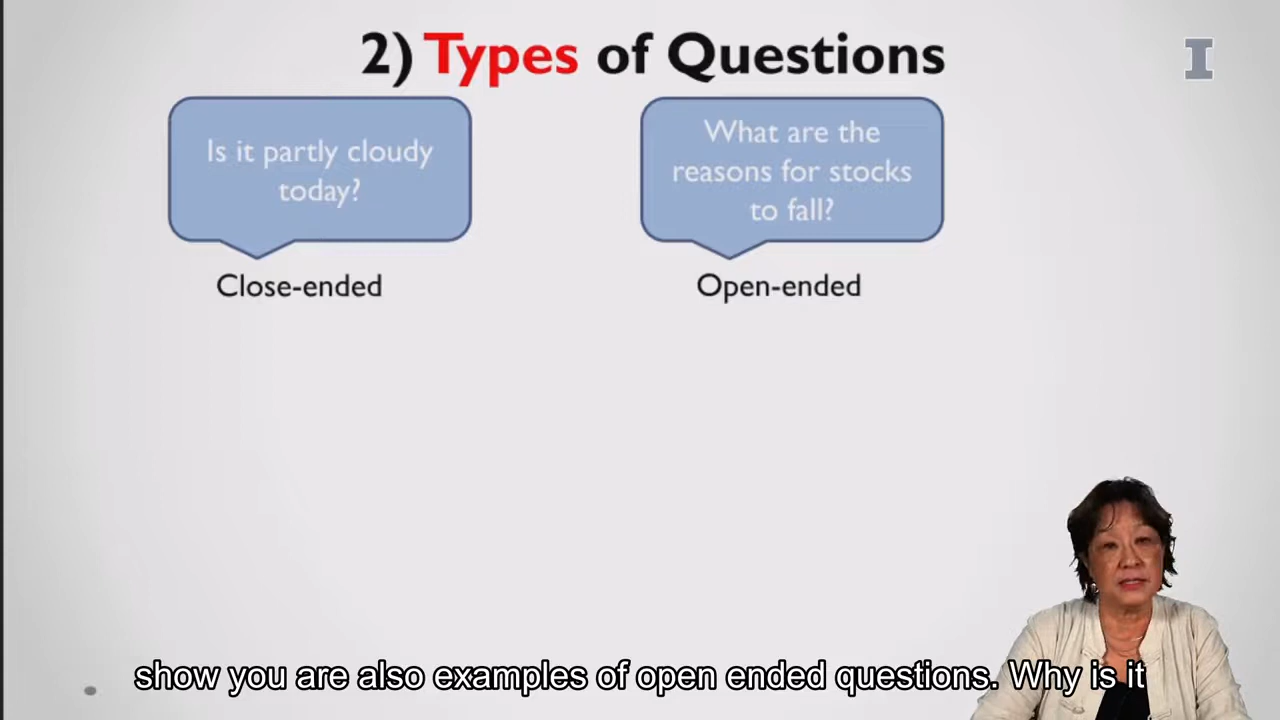 2) Types of Questions
I
Is it partly cloudy
today?
What are the
reasons for stocks
to fall?
Close-ended
Open-ended
show you are also examples of open ended questions. Why is it